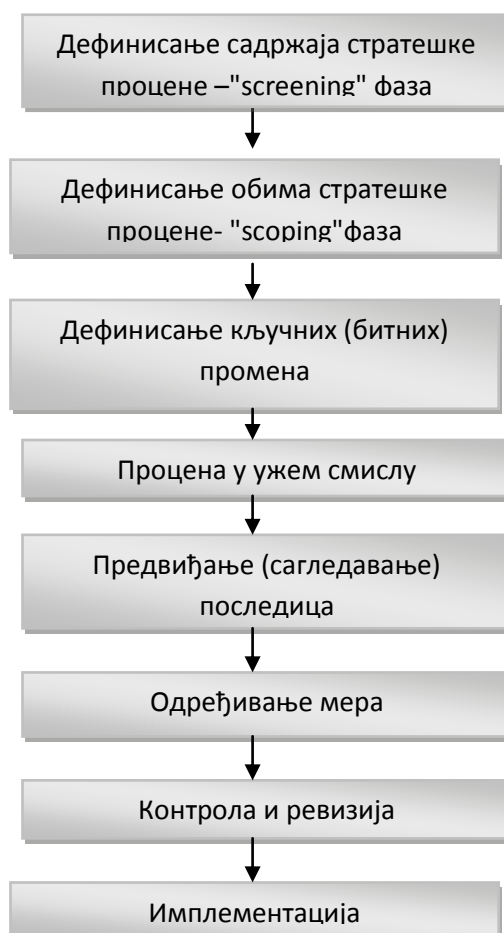 Дефинисање садржаја стратешке
процене –"screening" фаза
Дефинисање обима стратешке
процене- "scoping"фаза
Дефинисање кључних (битних)
промена
Процена у ужем смислу
Предвиђање (сагледавање)
последица
Одређивање мера
Контрола и ревизија
Имплементација